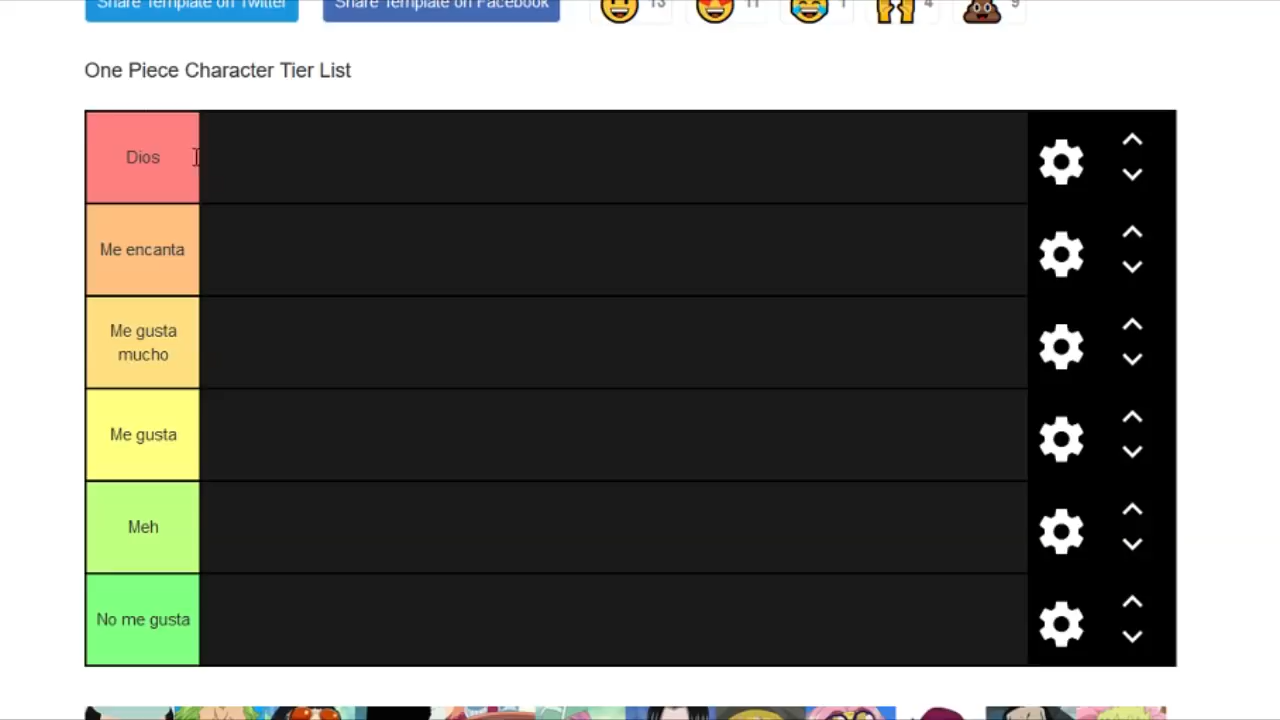 Share Template on Twitter
Share Template on Facebook
13
11
1
4
9
One Piece Character Tier List
Dios
Me encanta
Me gusta
mucho
Me gusta
Meh
No me gusta